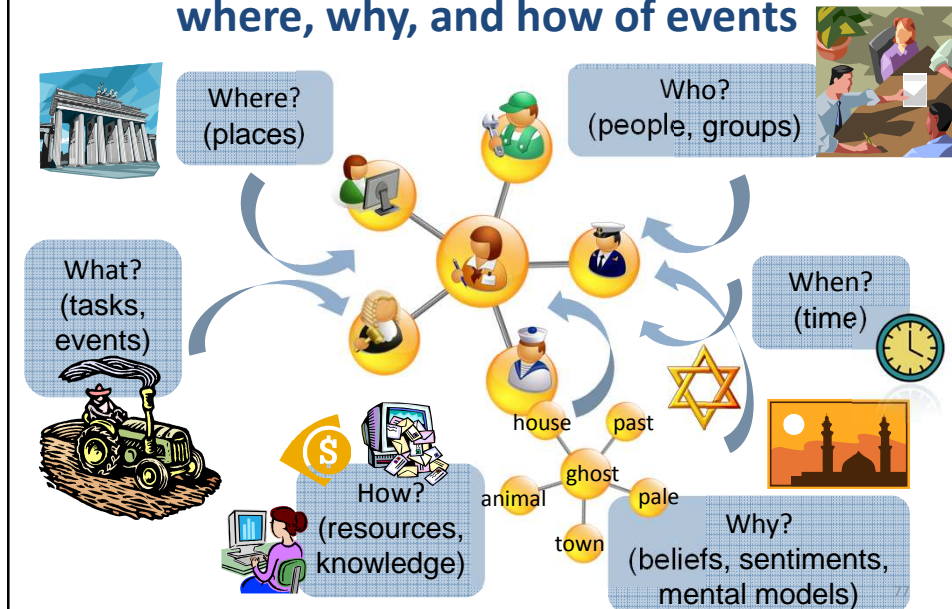 where, why, and how of events
Where?
(places)
Who?
(people, groups)
What?
(tasks,
events)
When?
(time)
$
house
past
ghost
animal
pale
town
How?
(resources,
knowledge)
Why?
(beliefs, sentiments,
mental models)
77